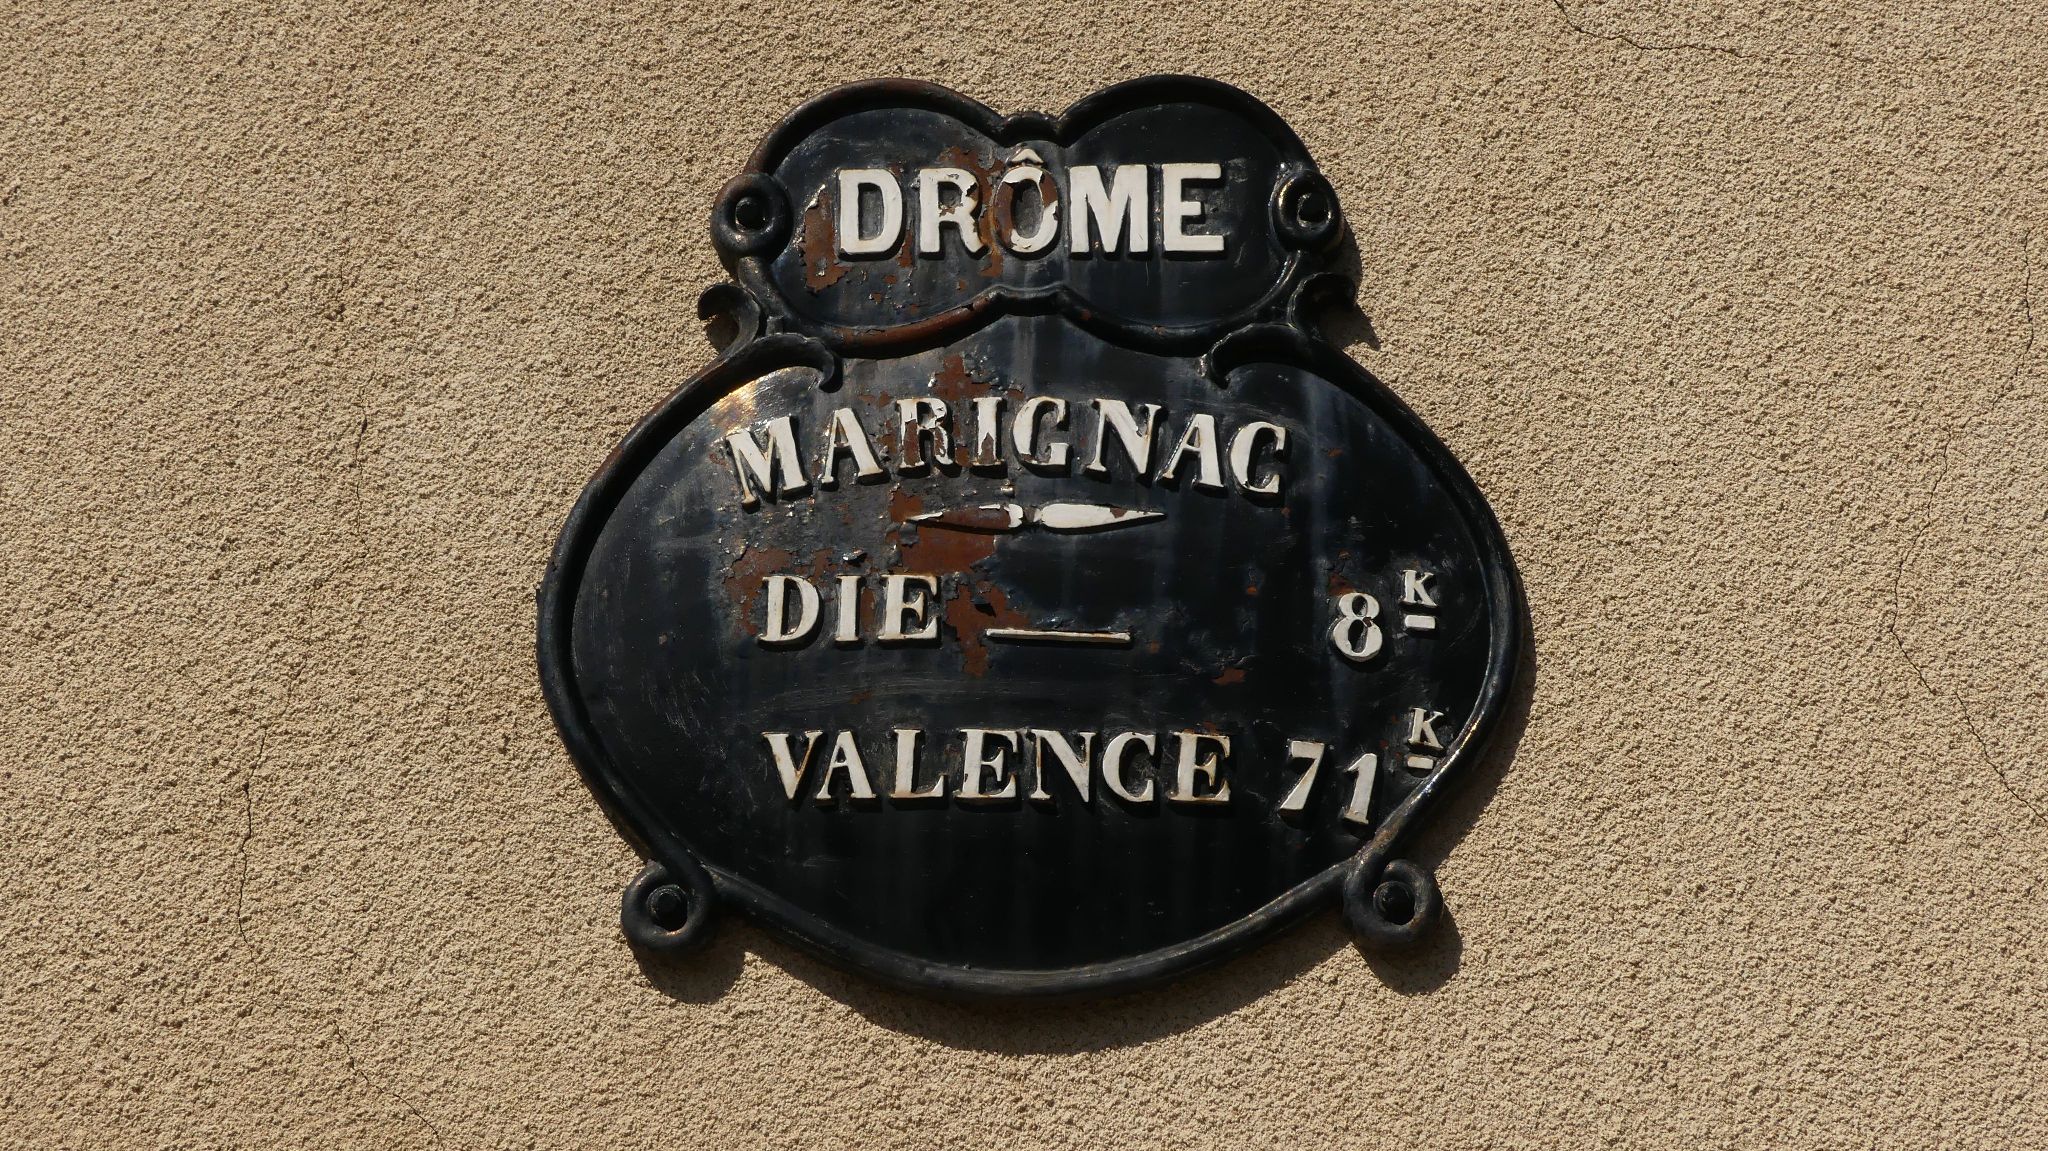 DRÔME
MARIGNAC
DIE — 8K
VALENCE 71K